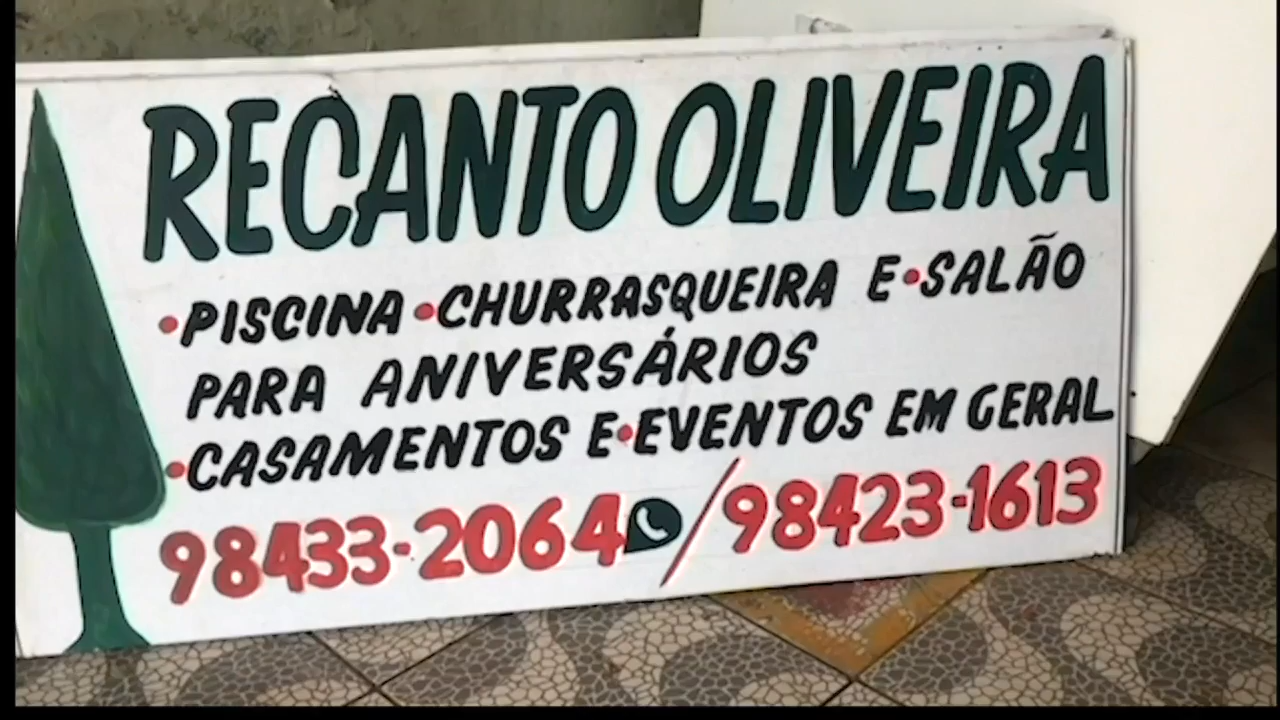 RECANTO OLIVEIRA
•PISCINA •CHURRASQUEIRA E •SALÃO
PARA ANIVERSÁRIOS
•CASAMENTOS E •EVENTOS EM GERAL
98433-2064 / 98423-1613